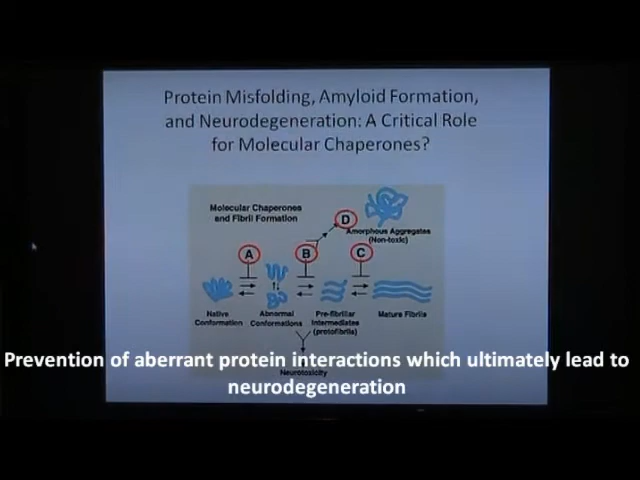 Protein Misfolding, Amyloid Formation,
and Neurodegeneration: A Critical Role
for Molecular Chaperones?
Molecular Chaperones
and Fibril Formation
D
Amorphous Aggregates
(Non-toxic)
A
B
C
Native
Conformation
Abnormal
Conformations
Pre-fibrillar
Intermediates
(protofibrils)
Mature Fibrils
Neurotoxicity
Prevention of aberrant protein interactions which ultimately lead to
neurodegeneration